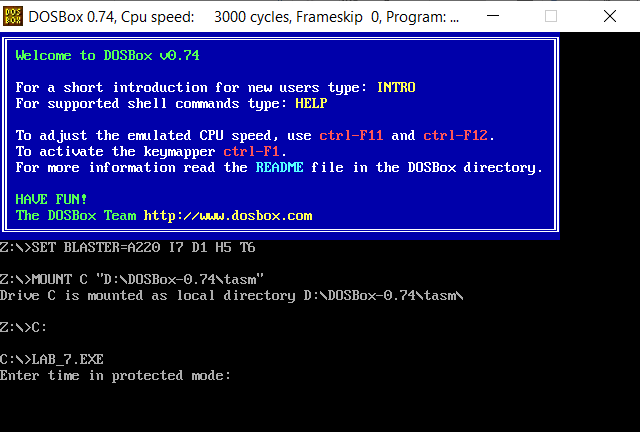 DOS
BOX
DOSBox 0.74, Cpu speed:    3000 cycles, Frameskip  0, Program: ...
Welcome to DOSBox v0.74
For a short introduction for new users type: INTRO
For supported shell commands type: HELP
To adjust the emulated CPU speed, use ctrl-F11 and ctrl-F12.
To activate the keymapper ctrl-F1.
For more information read the README file in the DOSBox directory.
HAVE FUN!
The DOSBox Team http://www.dosbox.com
Z:\>SET BLASTER=A220 I7 D1 H5 T6
Z:\>MOUNT C "D:\DOSBox-0.74\tasm"
Drive C is mounted as local directory D:\DOSBox-0.74\tasm\
Z:\>C:
C:\>LAB_7.EXE
Enter time in protected mode: